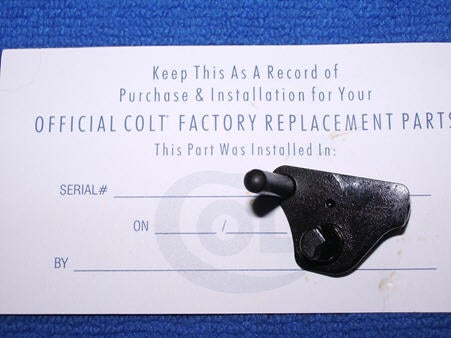 Keep This As A Record of
Purchase & Installation for Your
OFFICIAL COLT® FACTORY REPLACEMENT PARTS
This Part Was Installed In:
SERIAL#
ON / 
BY
COL